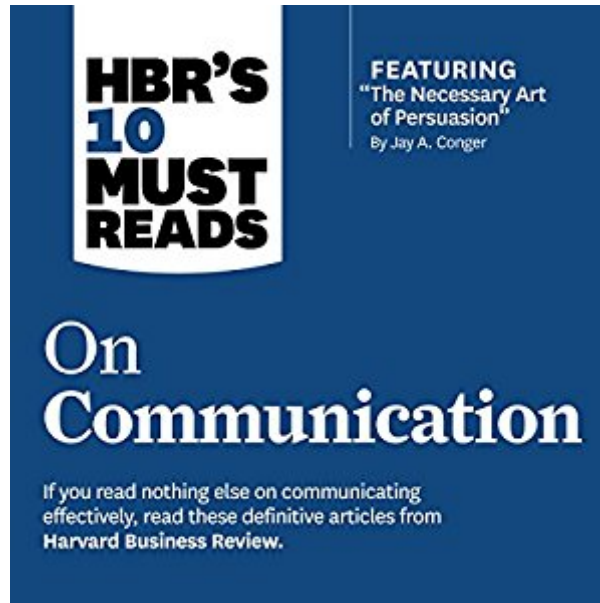 HBR'S
10
MUST
READS
FEATURING
"The Necessary Art
of Persuasion"
By Jay A. Conger
On
Communication
If you read nothing else on communicating
effectively, read these definitive articles from
Harvard Business Review.